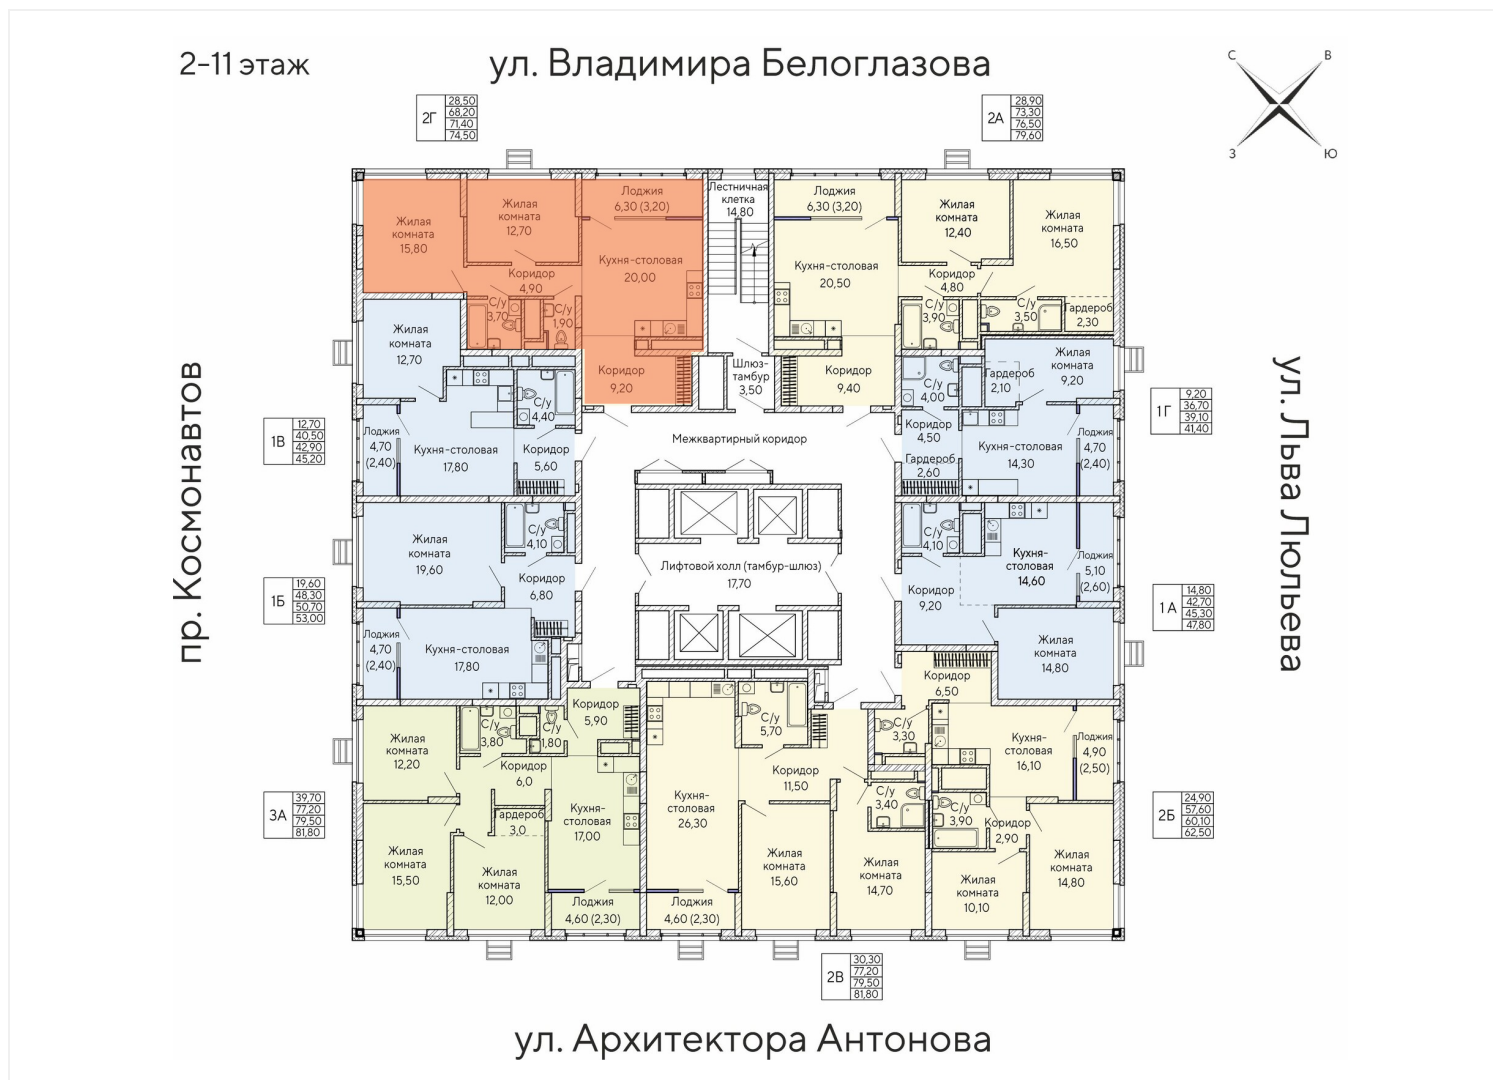 2-11 этаж
ул. Владимира Белоглазова
С
В
З
Ю
2Г
28,50
68,20
71,40
74,50
2А
28,90
73,30
76,50
79,60
Жилая
комната
15,80
Жилая
комната
12,70
Лоджия
6,30 (3,20)
Кухня-столовая
20,00
Коридор
4,90
С/у
3,70
С/у
1,90
Коридор
9,20
Лестничная
клетка
14,80
Шлюз-
тамбур
3,50
Лоджия
6,30 (3,20)
Кухня-столовая
20,50
Жилая
комната
12,40
Жилая
комната
16,50
Коридор
4,80
С/у
3,90
С/у
3,50
Гардероб
2,30
Коридор
9,40
пр. Космонавтов
1В
12,70
40,50
42,90
45,20
Жилая
комната
12,70
С/у
4,40
Лоджия
4,70
(2,40)
Кухня-столовая
17,80
Коридор
5,60
Межквартирный коридор
Жилая
комната
9,20
Гардероб
2,10
С/у
4,00
Коридор
4,50
Гардероб
2,60
Кухня-столовая
14,30
Лоджия
4,70
(2,40)
1Г
9,20
36,70
39,10
41,40
ул. Льва Люльева
1Б
19,60
48,30
50,70
53,00
Жилая
комната
19,60
С/у
4,10
Коридор
6,80
Лоджия
4,70
(2,40)
Кухня-столовая
17,80
Лифтовой холл (тамбур-шлюз)
17,70
С/у
4,10
Кухня-
столовая
14,60
Лоджия
5,10
(2,60)
Коридор
9,20
Жилая
комната
14,80
1А
14,80
42,70
45,30
47,80
3А
39,70
77,20
79,50
81,80
Жилая
комната
12,20
С/у
3,80
С/у
1,80
Коридор
5,90
Коридор
6,0
Гардероб
3,0
Кухня-
столовая
17,00
Жилая
комната
15,50
Жилая
комната
12,00
Лоджия
4,60 (2,30)
Кухня-
столовая
26,30
С/у
5,70
Коридор
11,50
Жилая
комната
15,60
Лоджия
4,60 (2,30)
С/у
3,40
Жилая
комната
14,70
Коридор
6,50
С/у
3,30
Кухня-
столовая
16,10
Лоджия
4,90
(2,50)
С/у
3,90
Коридор
2,90
Жилая
комната
10,10
Жилая
комната
14,80
2Б
24,90
57,60
60,10
62,50
2В
30,30
77,20
79,50
81,80
ул. Архитектора Антонова